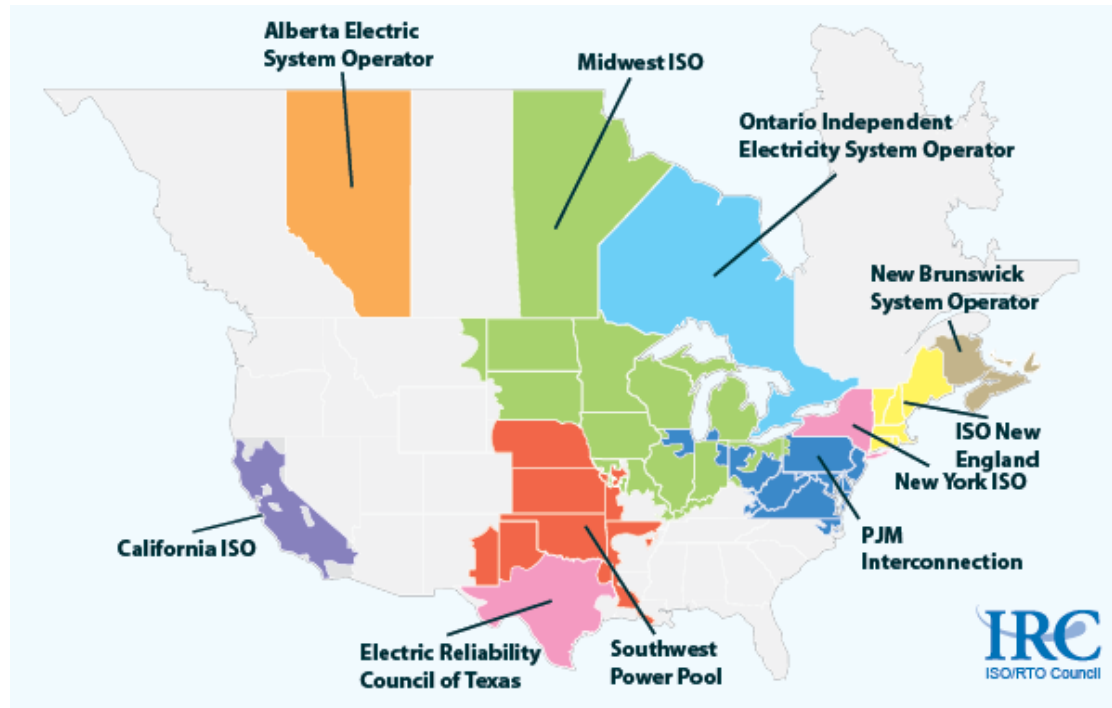 Alberta Electric
System Operator
Midwest ISO
Ontario Independent
Electricity System Operator
New Brunswick
System Operator
ISO New
England
New York ISO
California ISO
PJM
Interconnection
Electric Reliability
Council of Texas
Southwest
Power Pool
IRC
ISO/RTO Council